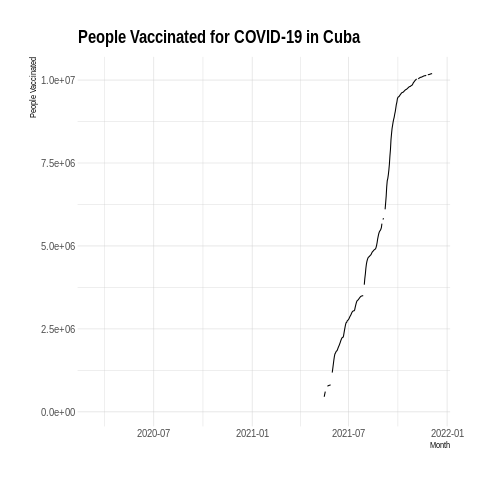 People Vaccinated for COVID-19 in Cuba
People Vaccinated
1.0e+07
7.5e+06
5.0e+06
2.5e+06
0.0e+00
2020-07 2021-01 2021-07 2022-01
Month